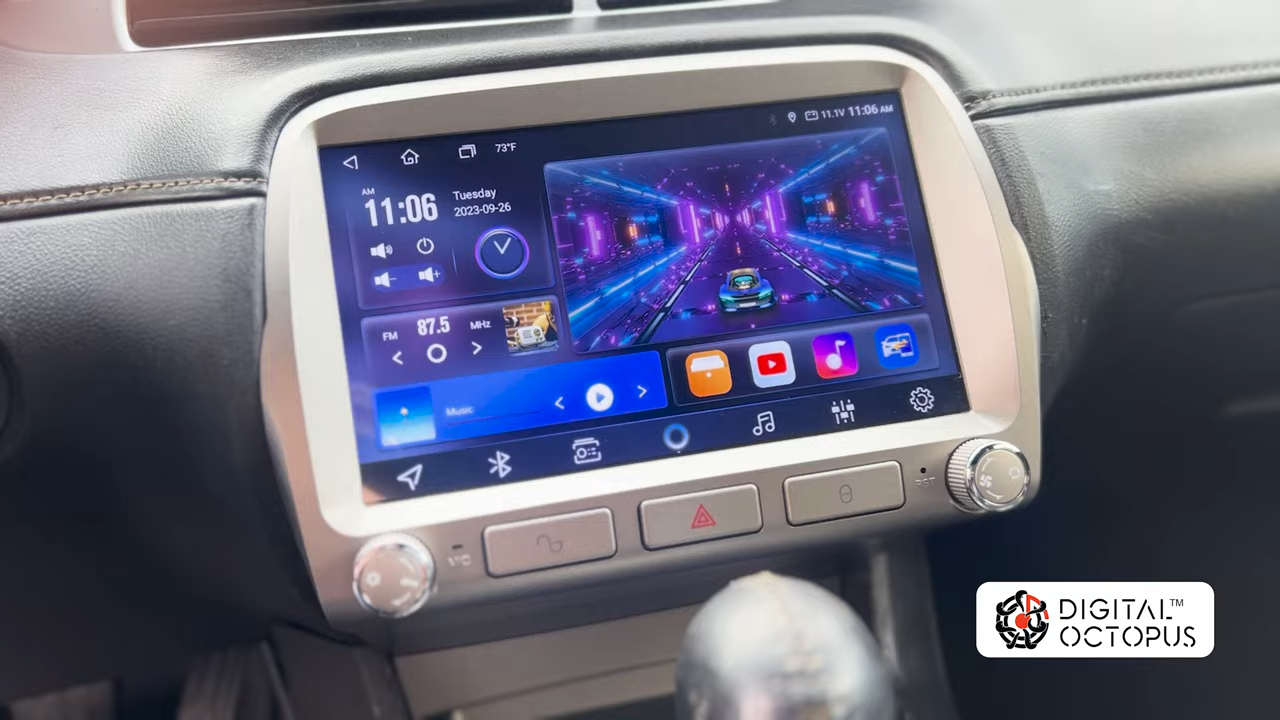 73°F
11.1V 11:06 AM
AM
11:06
Tuesday
2023-09-26
FM 87.5 MHz
Music
RST
DIGITAL™
OCTOPUS